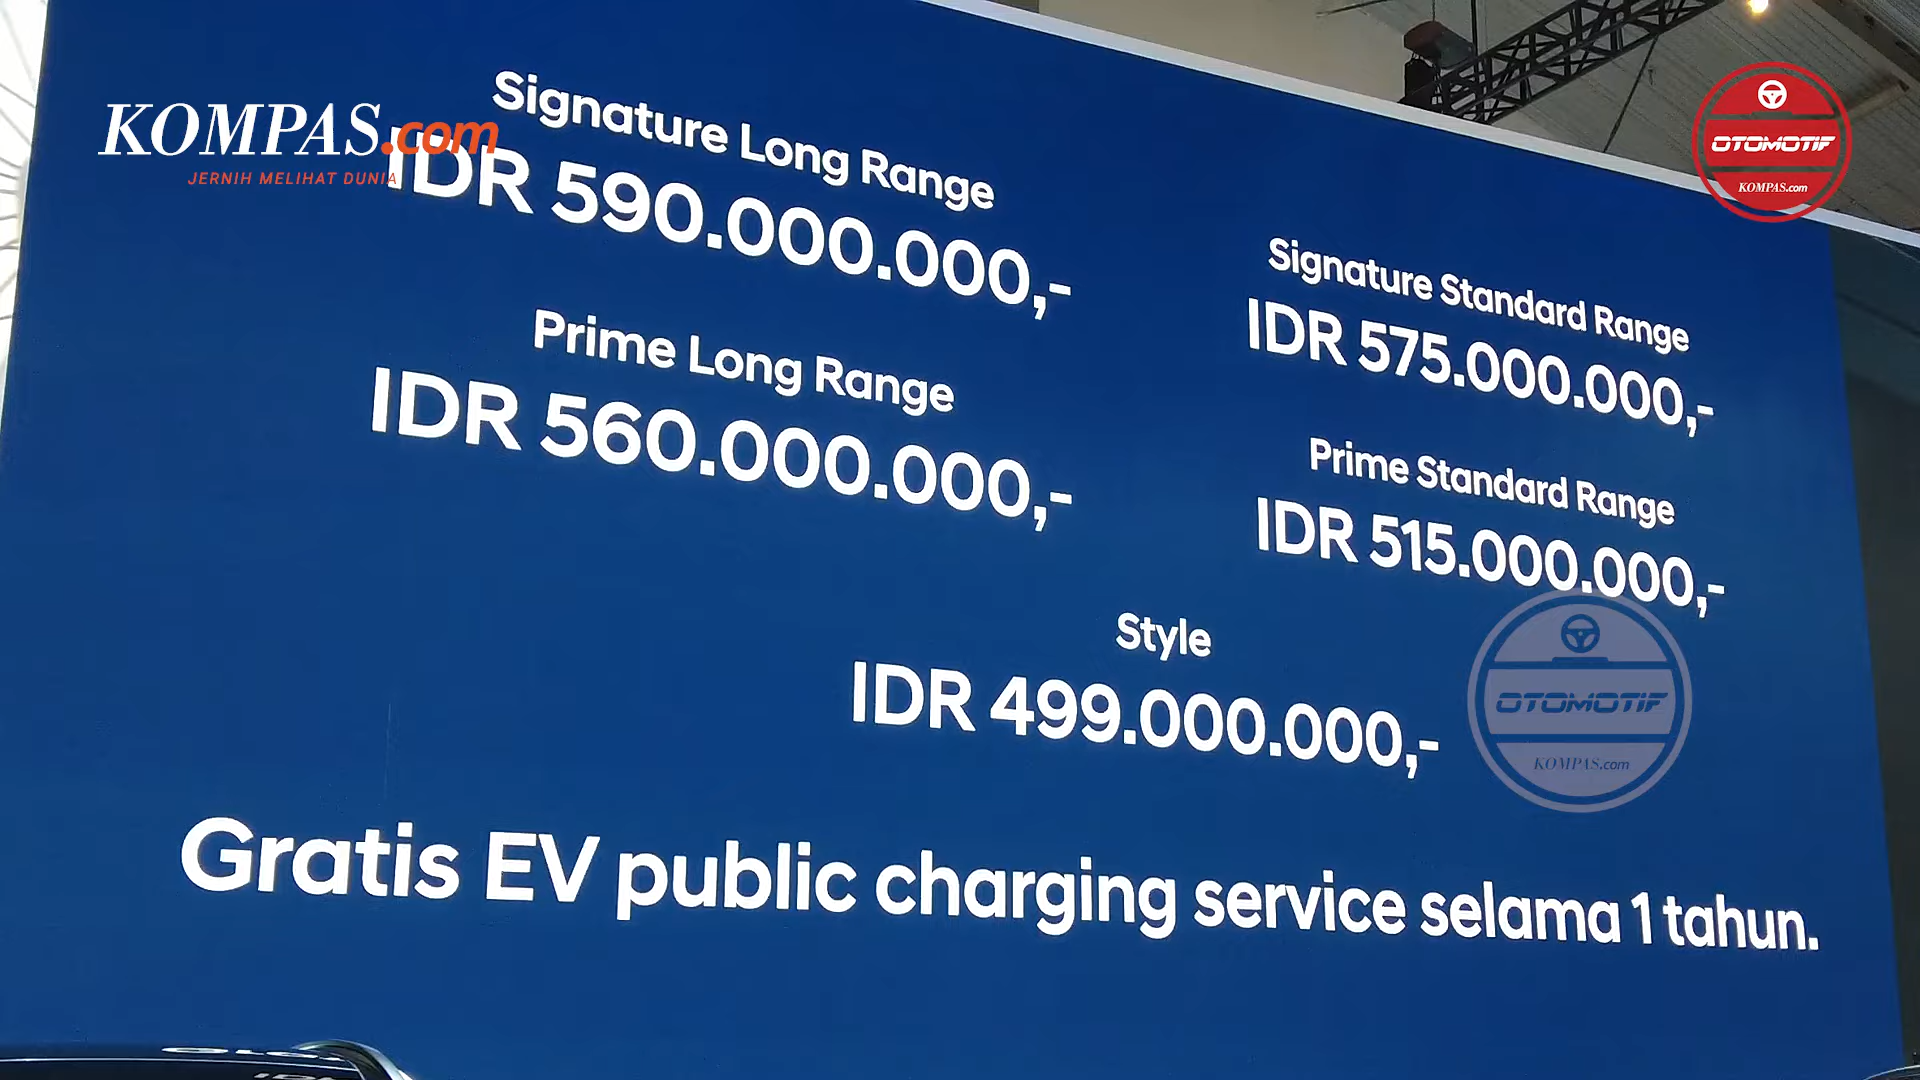 KOMPAS.com
JERNIH MELIHAT DUNIA
OTOMOTIF
KOMPAS.com
Signature Long Range
IDR 590.000.000,-
Signature Standard Range
IDR 575.000.000,-
Prime Long Range
IDR 560.000.000,-
Prime Standard Range
IDR 515.000.000,-
Style
IDR 499.000.000,-
OTOMOTIF
KOMPAS.com
Gratis EV public charging service selama 1 tahun.